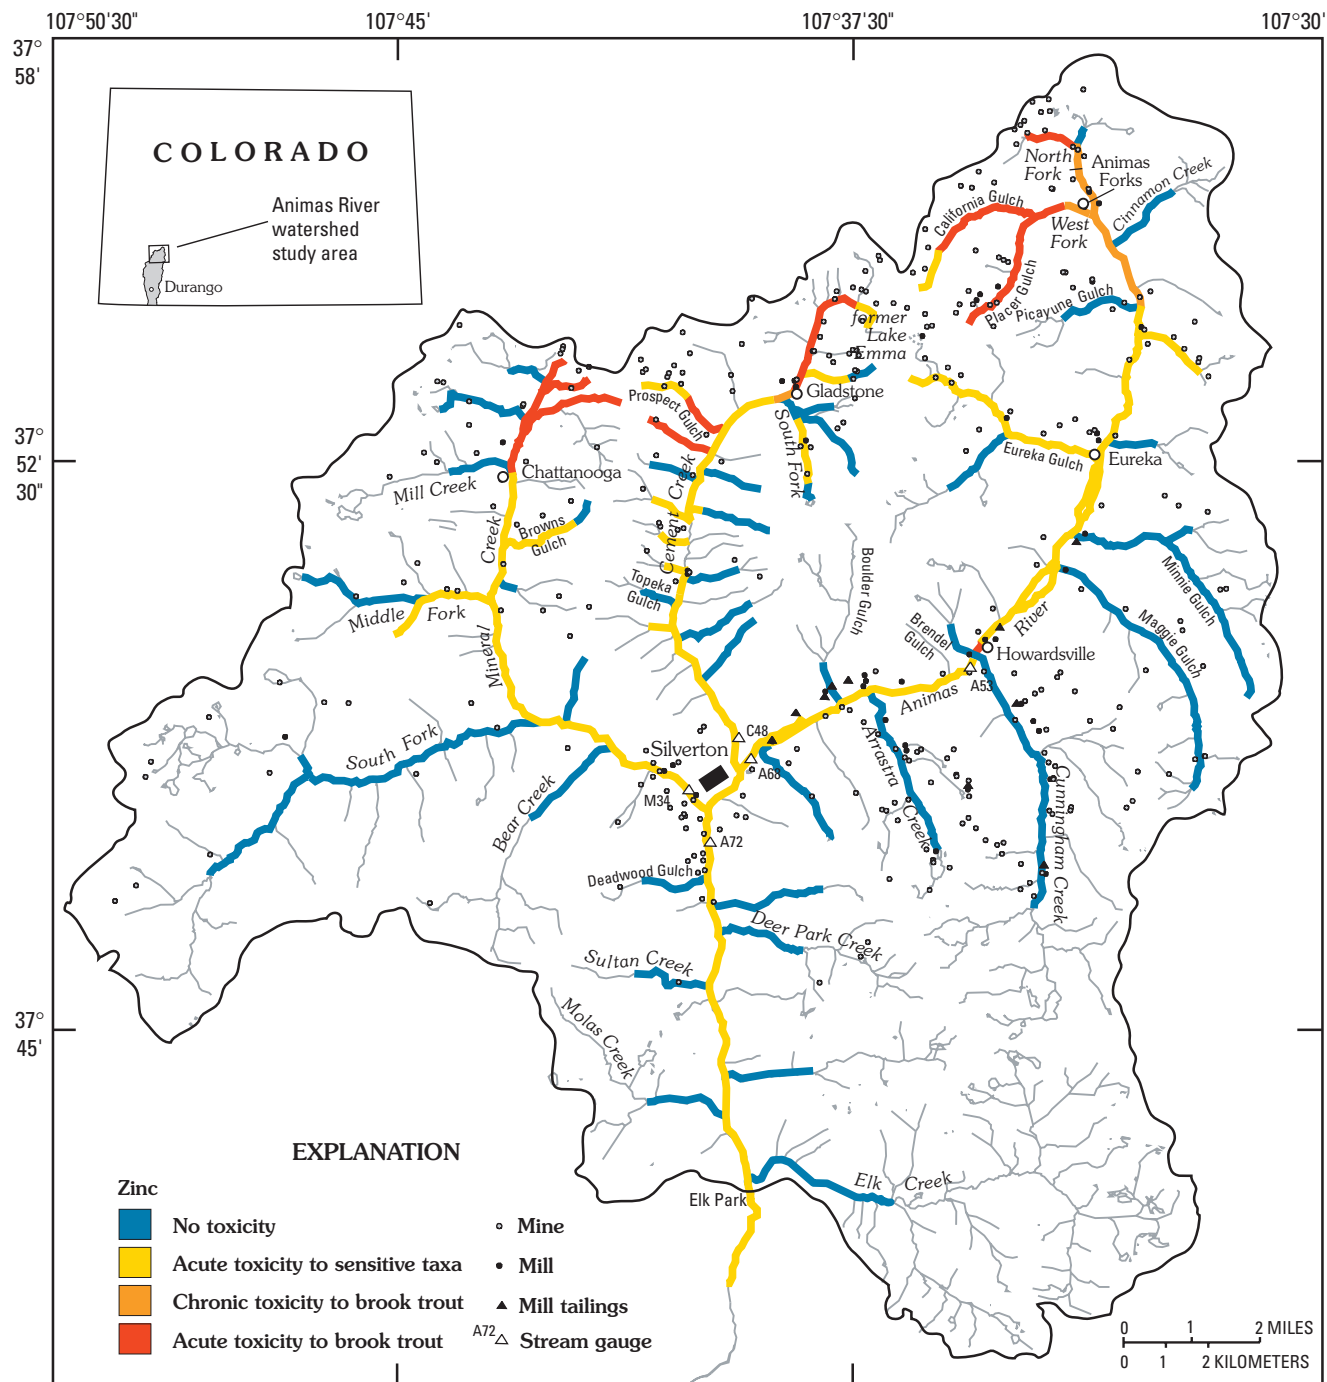 107°50'30"
107°45'
107°37'30"
107°30'
37°
58'
COLORADO
Animas River
watershed
study area
Durango
North
Fork
Animas
Forks
Cinnamon Creek
California Gulch
West
Fork
Placer Gulch
Picayune Gulch
former
Lake
Emma
Gladstone
Prospect Gulch
South Fork
37°
52'
30"
Chattanooga
Mill Creek
Eureka Gulch
Eureka
Cement Creek
Browns
Gulch
Mineral Creek
Middle Fork
Topeka
Gulch
Boulder Gulch
Brendel
Gulch
Minnie Gulch
Maggie Gulch
Animas River
Howardsville
A53
South Fork
Silverton
C48
A68
M34
A72
Arrastra Creek
Cunningham Creek
Bear Creek
Deadwood Gulch
Deer Park Creek
Sultan Creek
Molas Creek
37°
45'
Elk Creek
Elk Park
EXPLANATION
Zinc
No toxicity
Acute toxicity to sensitive taxa
Chronic toxicity to brook trout
Acute toxicity to brook trout
Mine
Mill
Mill tailings
A72 Stream gauge
0 1 2 MILES
0 1 2 KILOMETERS